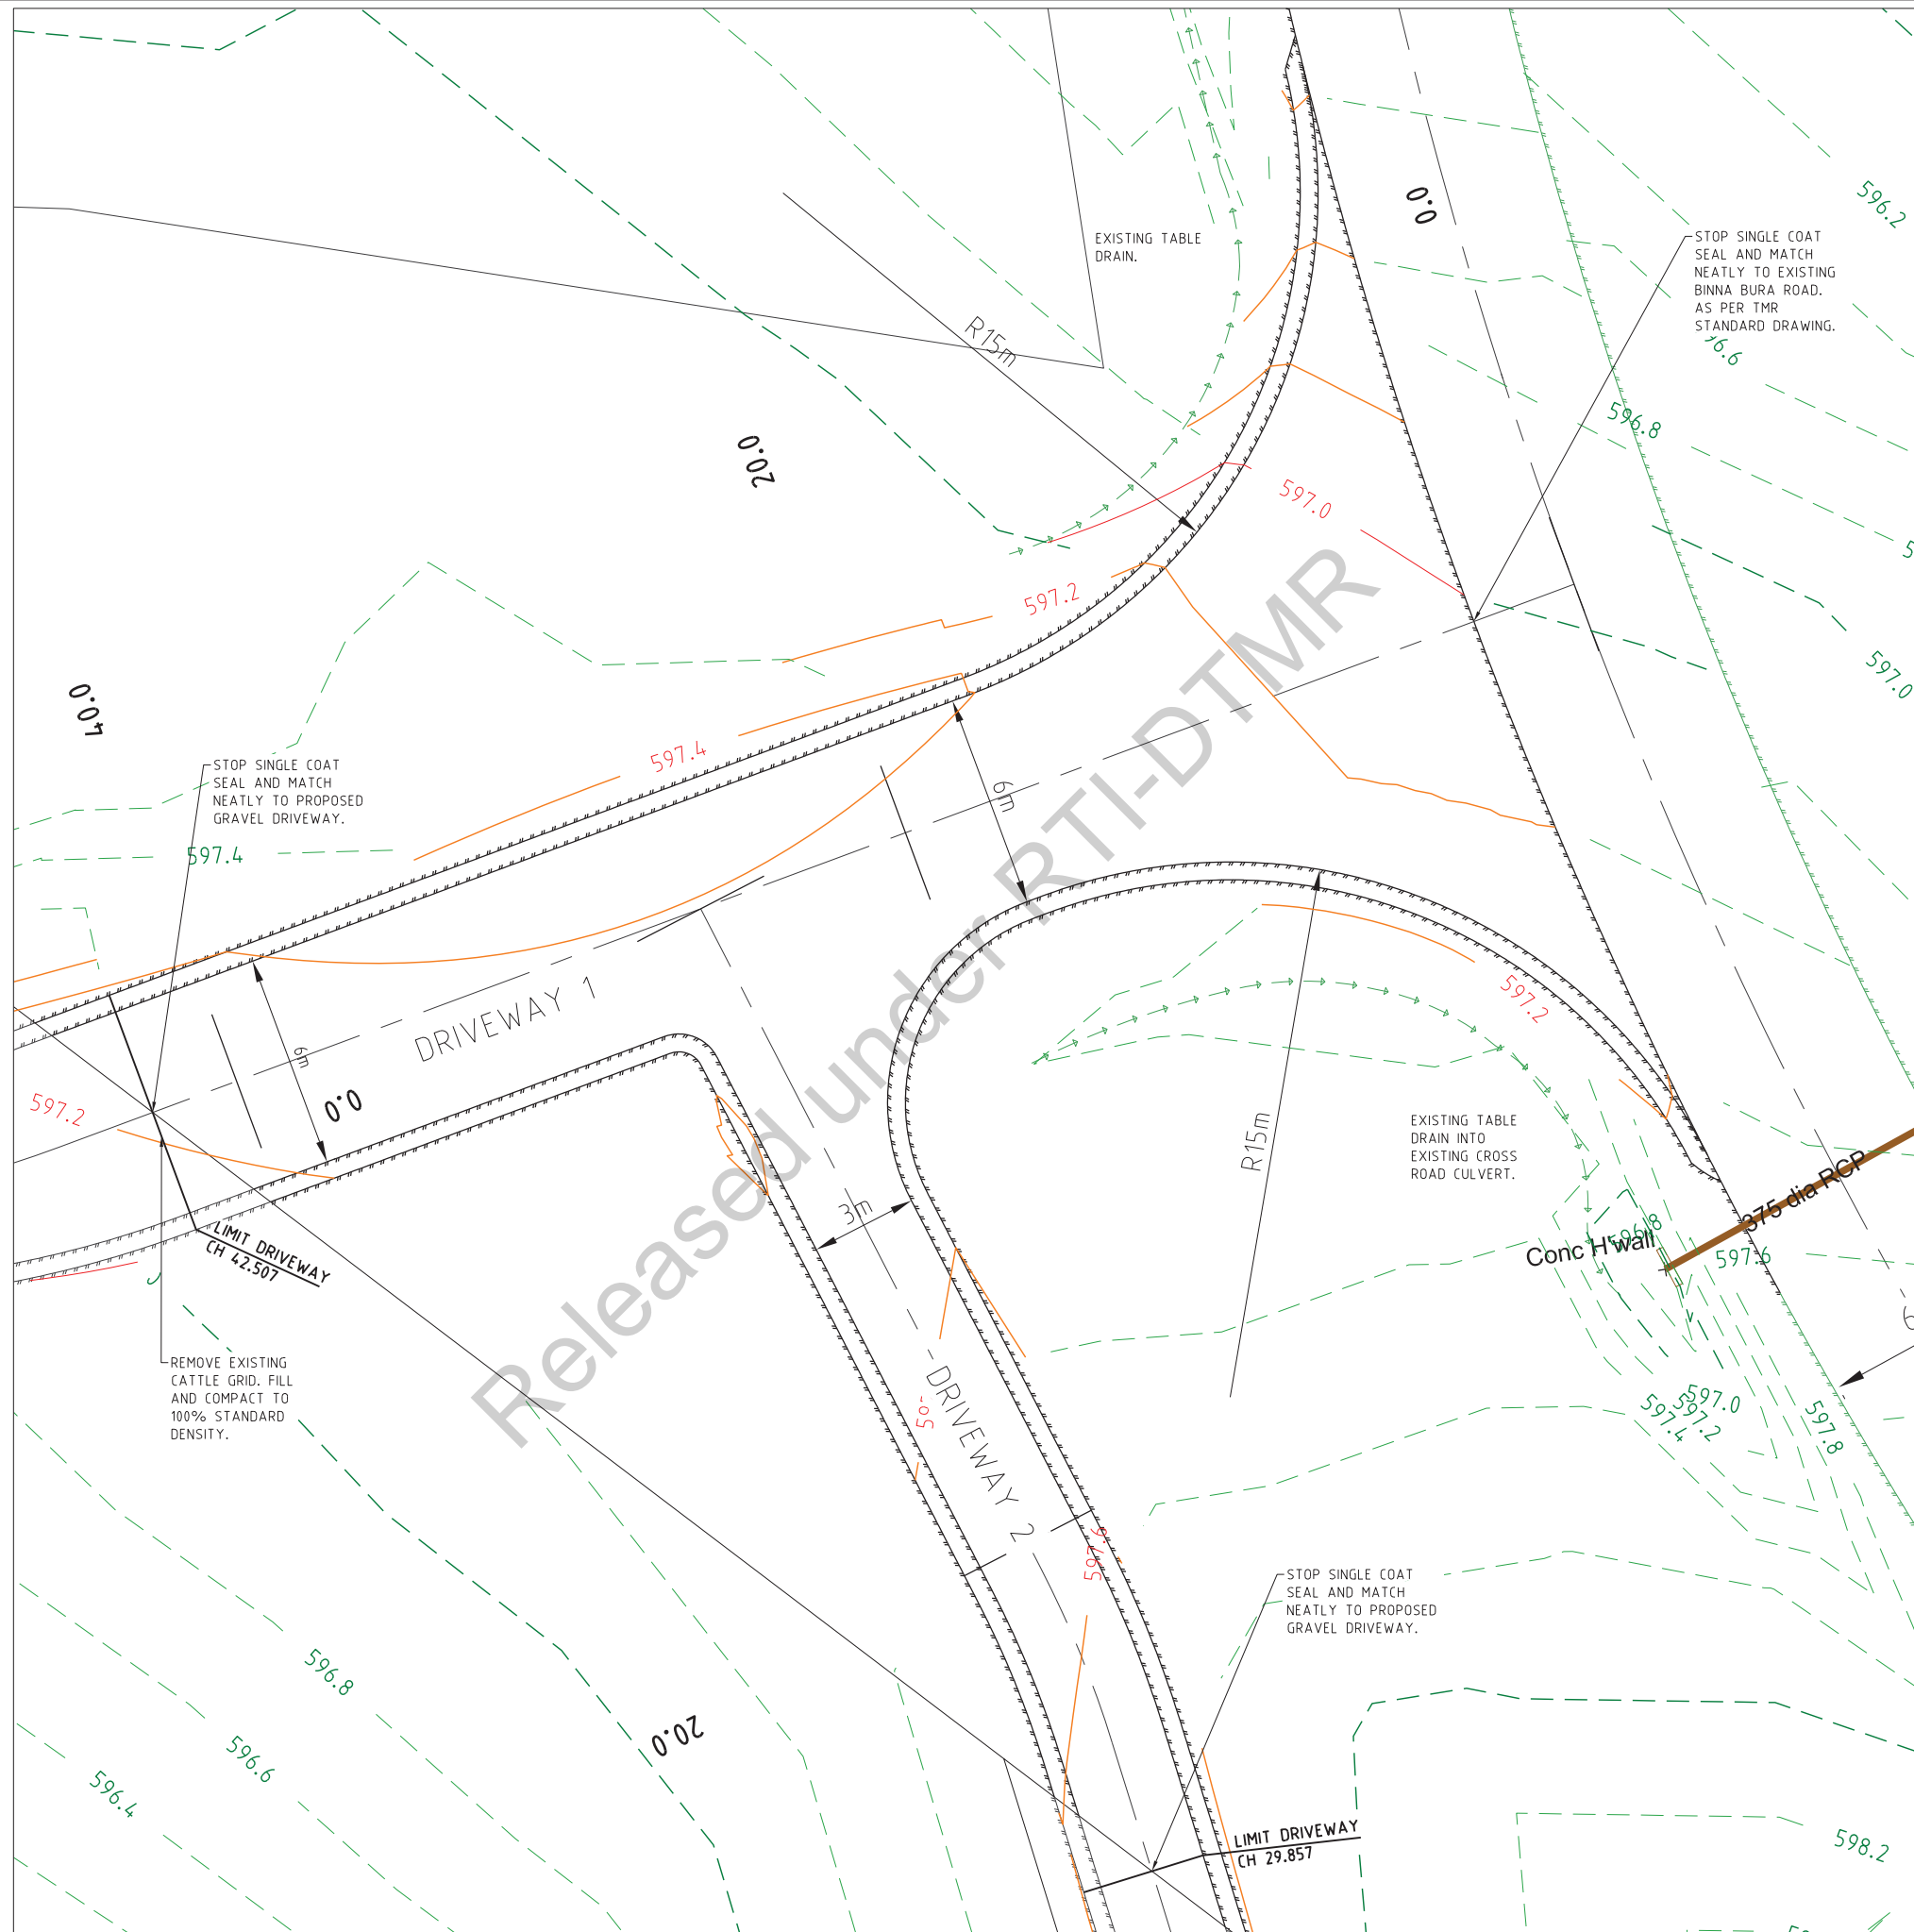 596.2
0.0
EXISTING TABLE
DRAIN.
STOP SINGLE COAT
SEAL AND MATCH
NEATLY TO EXISTING
BINNA BURA ROAD.
AS PER TMR
STANDARD DRAWING.
R15m
596.8
20.0
597.0
597.2
597.0
40.0
597.4
STOP SINGLE COAT
SEAL AND MATCH
NEATLY TO PROPOSED
GRAVEL DRIVEWAY.
6m
597.4
Released under RTI-DTMR
DRIVEWAY 1
597.2
6m
0.0
597.2
R15m
EXISTING TABLE
DRAIN INTO
EXISTING CROSS
ROAD CULVERT.
375 dia RCP
3m
596.8
Conc H'wall
597.6
LIMIT DRIVEWAY
CH 42.507
REMOVE EXISTING
CATTLE GRID. FILL
AND COMPACT TO
100% STANDARD
DENSITY.
DRIVEWAY 2
597.0
597.2
597.4
597.8
597.6
STOP SINGLE COAT
SEAL AND MATCH
NEATLY TO PROPOSED
GRAVEL DRIVEWAY.
596.8
20.0
596.6
596.4
LIMIT DRIVEWAY
CH 29.857
598.2